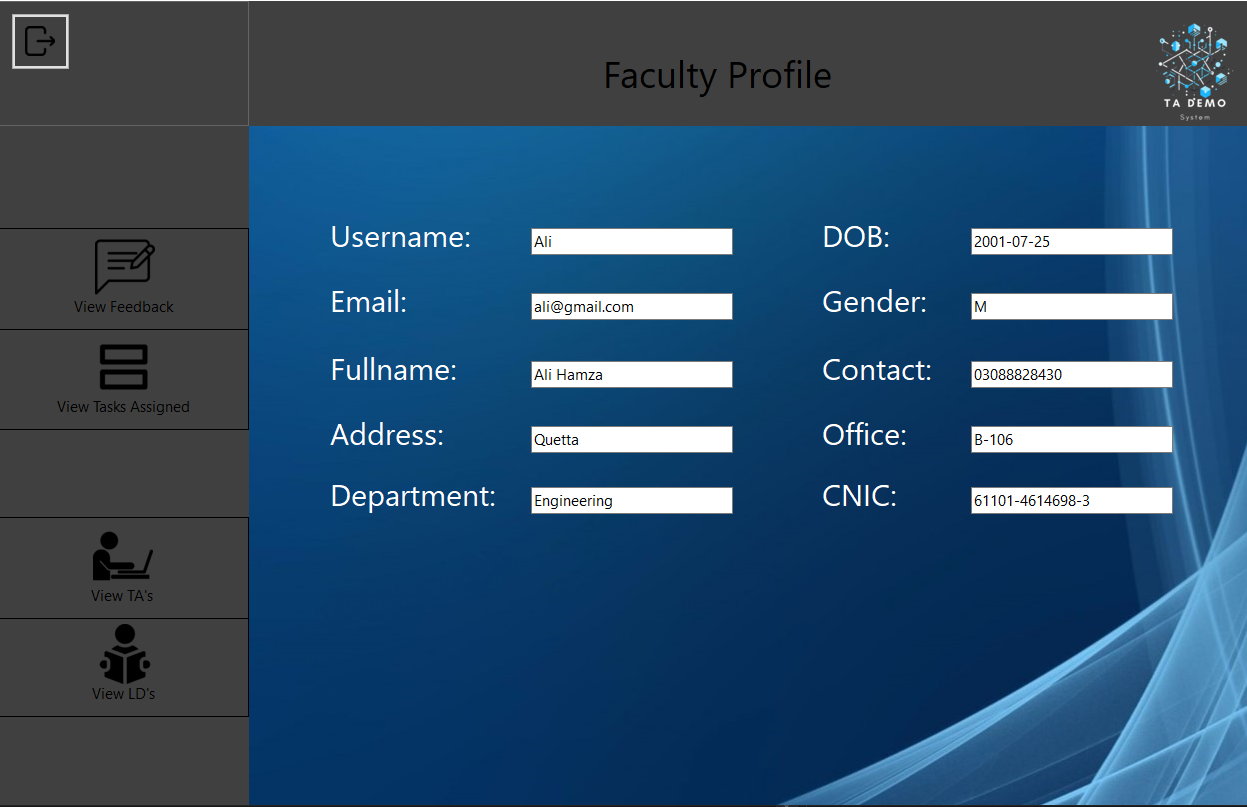 Faculty Profile
TA DEMO
System
View Feedback
View Tasks Assigned
View TA's
View LD's
Username: Ali
DOB: 2001-07-25
Email: ali@gmail.com
Gender: M
Fullname: Ali Hamza
Contact: 03088828430
Address: Quetta
Office: B-106
Department: Engineering
CNIC: 61101-4614698-3